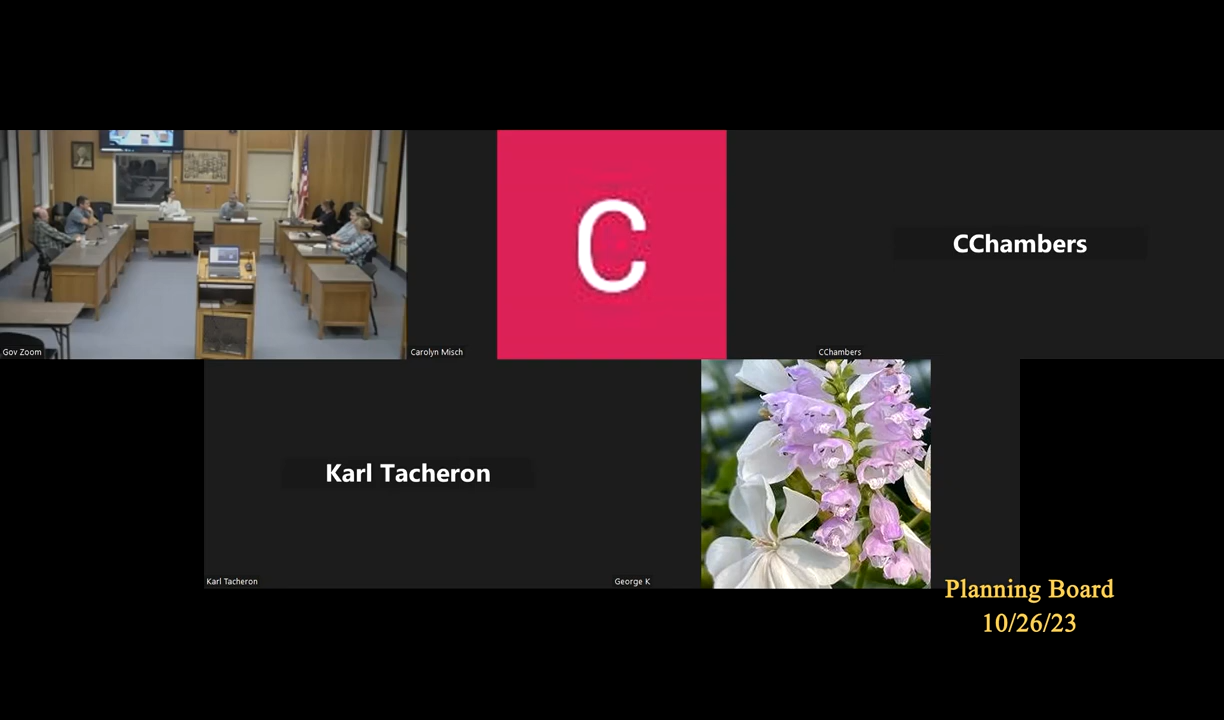 C
CChambers
Gov Zoom
Carolyn Misch
CChambers
Karl Tacheron
Karl Tacheron
George K
Planning Board
10/26/23